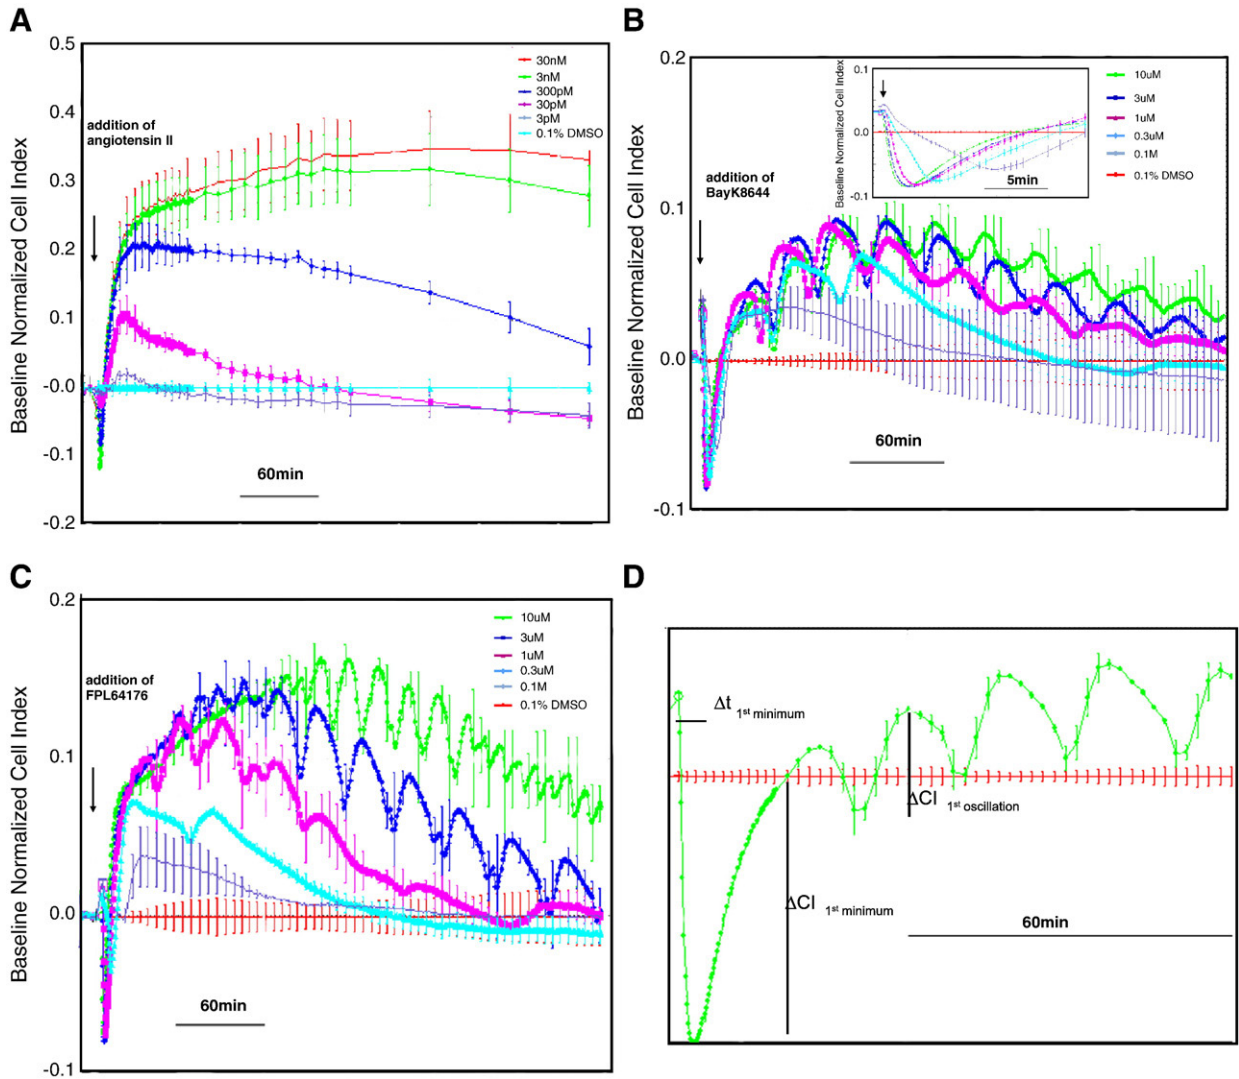 A
Baseline Normalized Cell Index
0.5
0.4
0.3
0.2
0.1
-0.0
-0.1
-0.2
addition of
angiotensin II
30nM
3nM
300pM
30pM
3pM
0.1% DMSO
60min
B
Baseline Normalized Cell Index
0.2
0.1
0.0
-0.1
addition of
BayK8644
Baseline Normalized Cell Index
0.1
0.0
-0.1
5min
10uM
3uM
1uM
0.3uM
0.1M
0.1% DMSO
60min
C
Baseline Normalized Cell Index
0.2
0.1
0.0
-0.1
addition of
FPL64176
10uM
3uM
1uM
0.3uM
0.1M
0.1% DMSO
60min
D
Δt 1st minimum
ΔCI 1st oscillation
ΔCI 1st minimum
60min